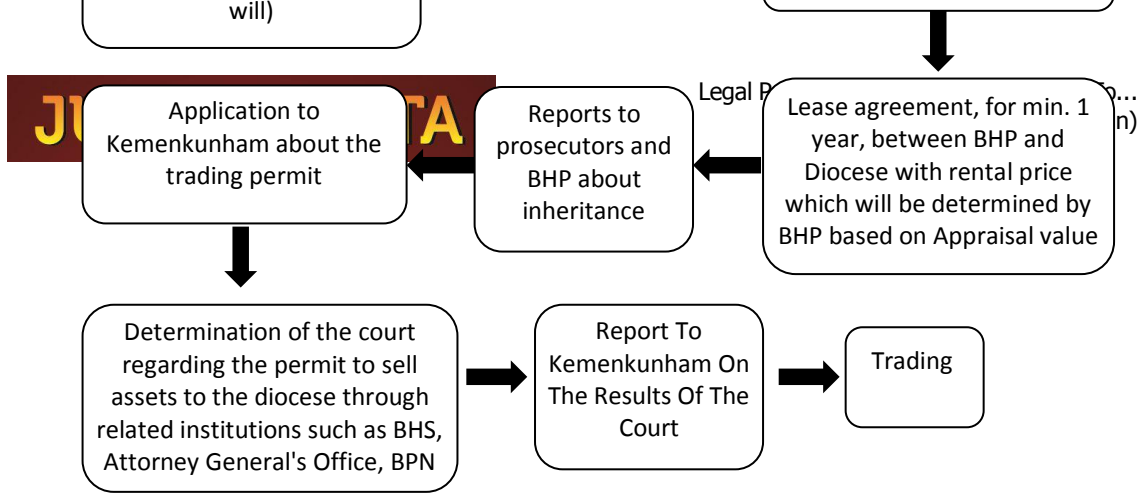 will)
JU
TA
Legal P
o...
n)
Lease agreement, for min. 1
year, between BHP and
Diocese with rental price
which will be determined by
BHP based on Appraisal value
Reports to
prosecutors and
BHP about
inheritance
Application to
Kemenkunham about the
trading permit
Determination of the court
regarding the permit to sell
assets to the diocese through
related institutions such as BHS,
Attorney General's Office, BPN
Report To
Kemenkunham On
The Results Of The
Court
Trading